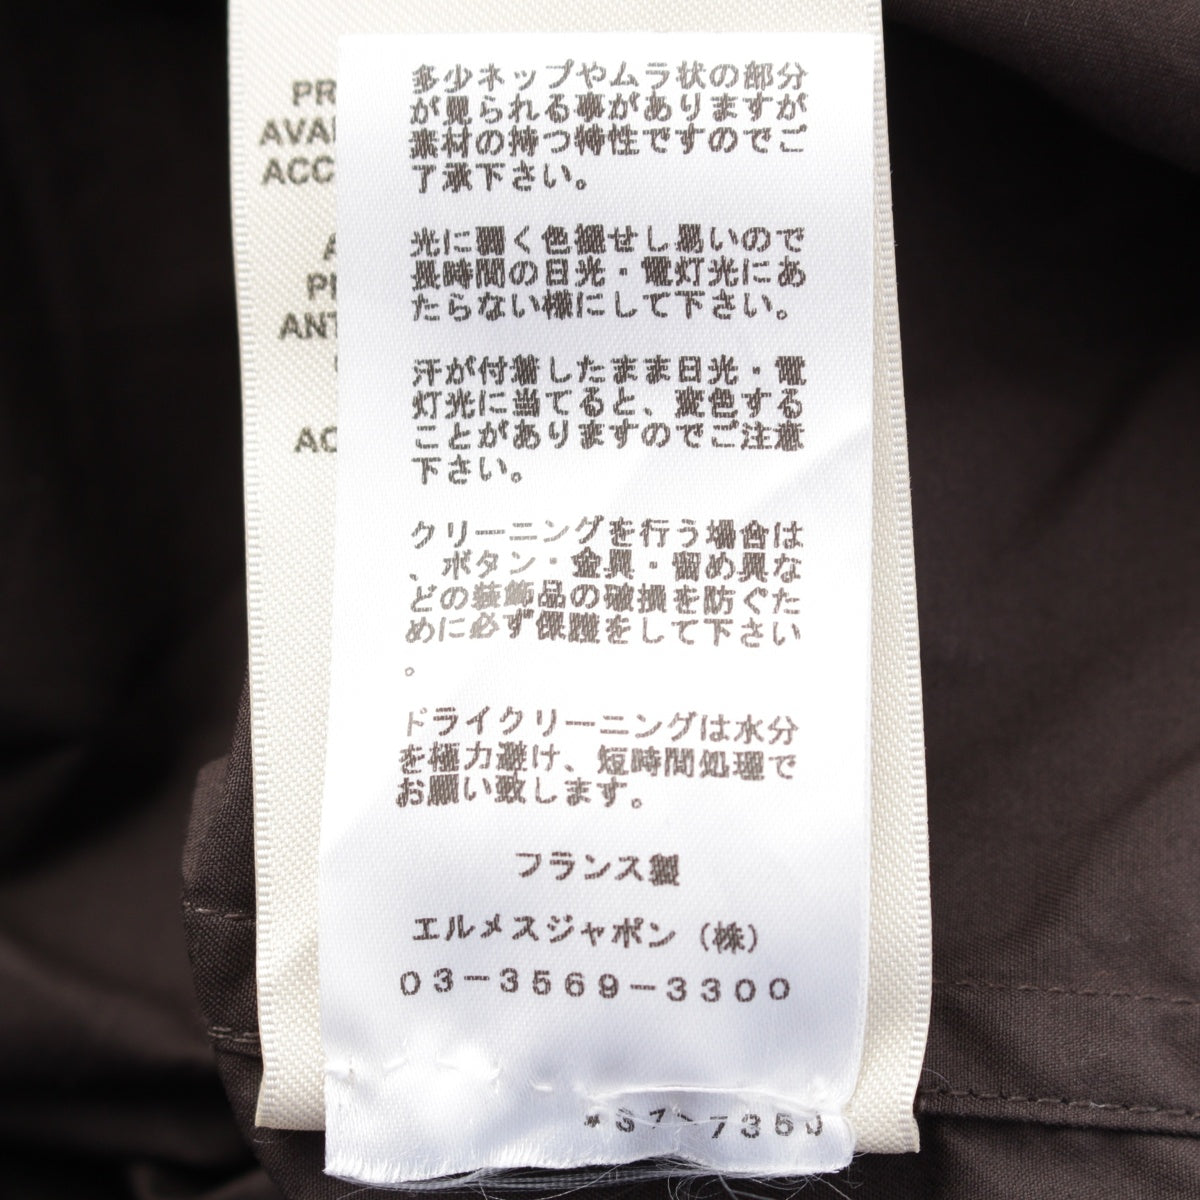 PR
AVAI
ACC
A
PI
ANT
AC
多少ネップやムラ状の部分
が見られる事がありますが
素材の持つ特性ですのでご
了承下さい。
光に弱く色褪せし易いので
長時間の日光・電灯光にあ
たらない様にして下さい。
汗が付着したまま日光・電
灯光に当てると、変色する
ことがありますのでご注意
下さい。
クリーニングを行う場合は
、ボタン・金具・留め具な
どの装飾品の破損を防ぐた
めに必ず保護をして下さい
。
ドライクリーニングは水分
を極力避け、短時間処理で
お願い致します。
フランス製
エルメスジャポン（株）
03-3569-3300